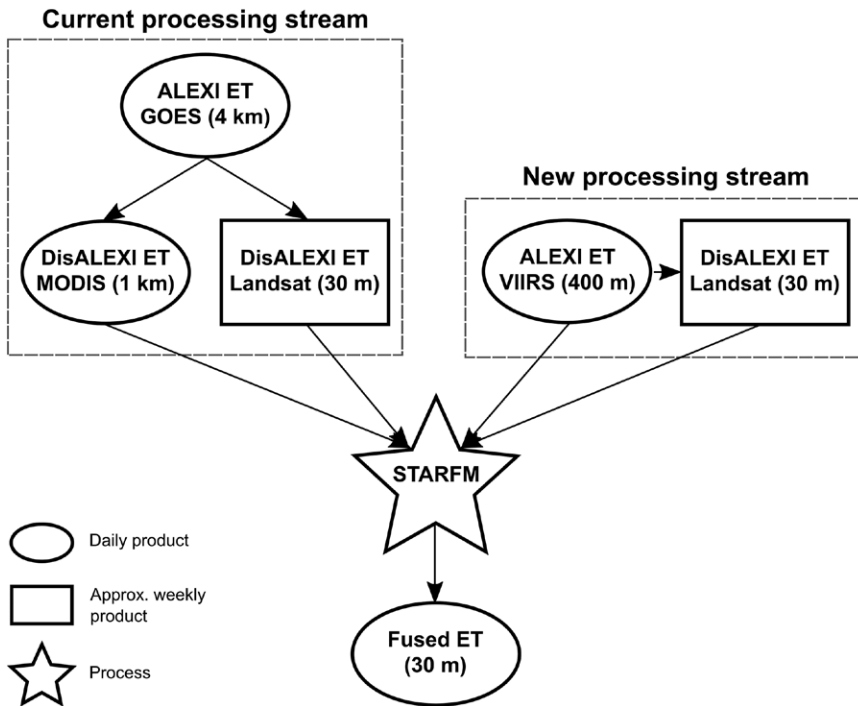 Current processing stream
ALEXI ET
GOES (4 km)
DisALEXI ET
MODIS (1 km)
DisALEXI ET
Landsat (30 m)
New processing stream
ALEXI ET
VIIRS (400 m)
DisALEXI ET
Landsat (30 m)
STARFM
Fused ET
(30 m)
Daily product
Approx. weekly
product
Process